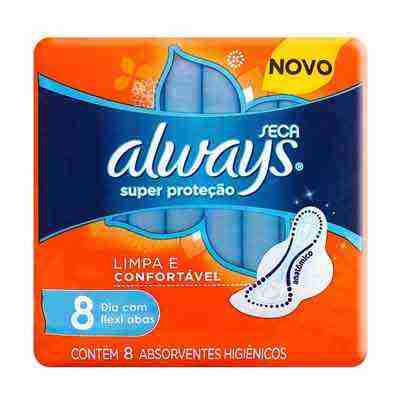 NOVO
SECA
always®
super proteção
LIMPA E
CONFORTÁVEL
anatômico
8 Dia com
flexi abas
CONTÉM 8 ABSORVENTES HIGIÊNICOS